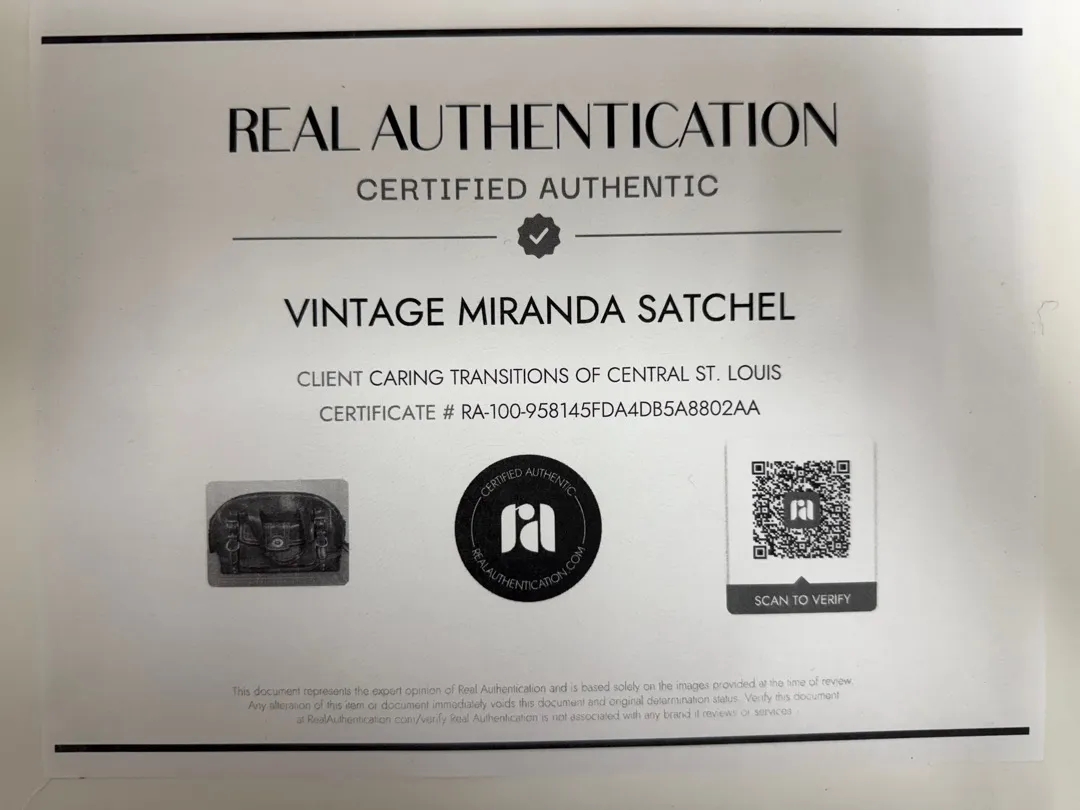 REAL AUTHENTICATION
CERTIFIED AUTHENTIC
VINTAGE MIRANDA SATCHEL
CLIENT CARING TRANSITIONS OF CENTRAL ST. LOUIS
CERTIFICATE # RA-100-958145FDA4DB5A8802AA
CERTIFIED AUTHENTIC
ra
REALAUTHENTICATION.COM
ra
SCAN TO VERIFY
This document represents the expert opinion of Real Authentication and is based solely on the images provided at the time of review.
Any alteration of this item or document immediately voids this document and original determination status. Verify this document
at RealAuthentication.com/verify Real Authentication is not associated with any brand it reviews or services